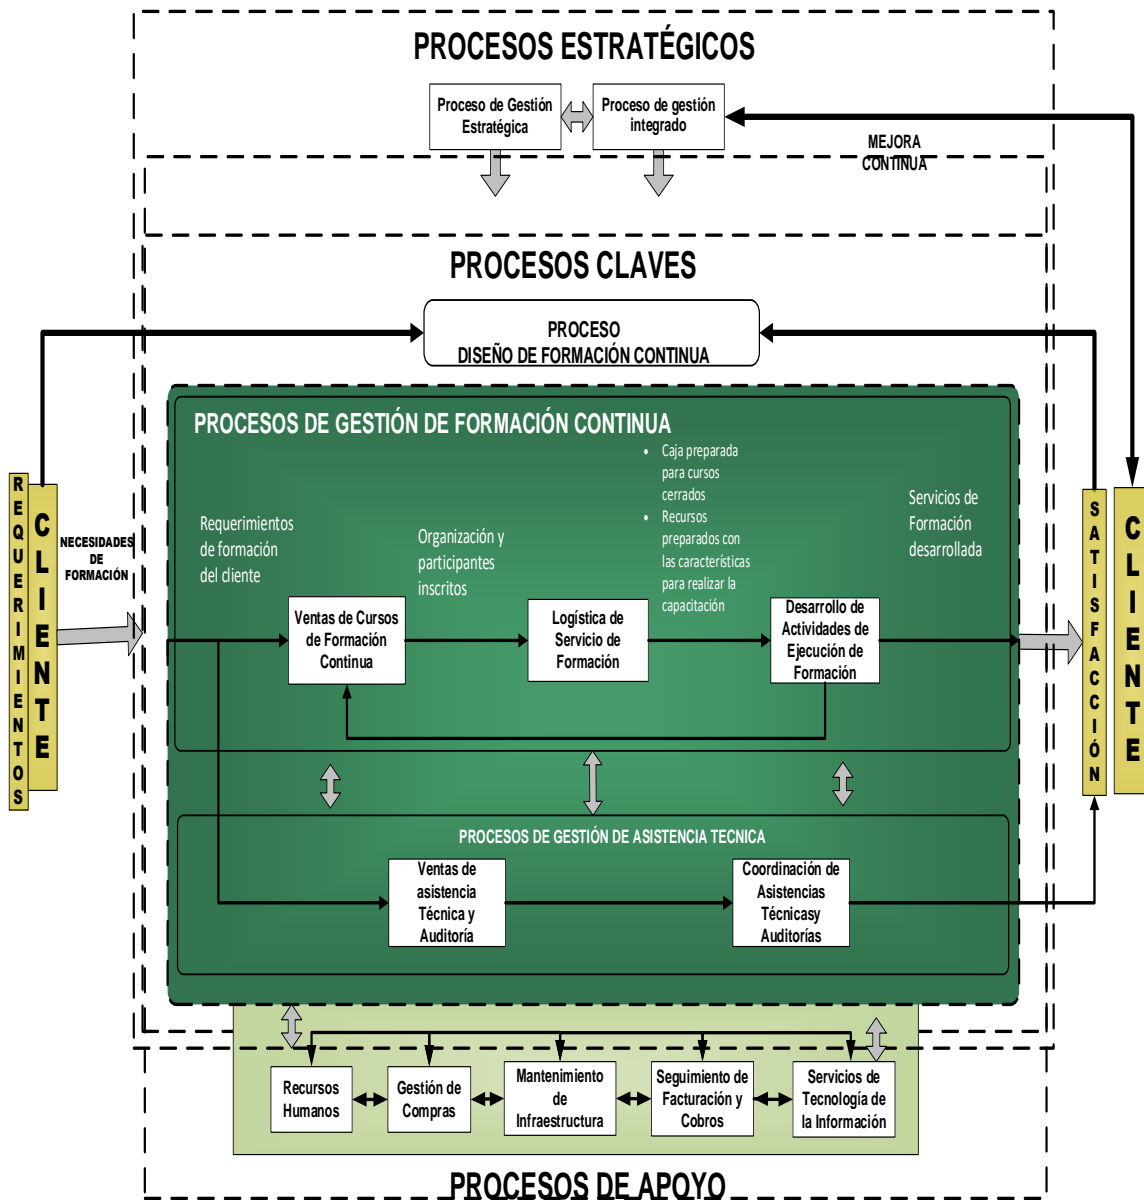 PROCESOS ESTRATÉGICOS
Proceso de Gestión
Estratégica
Proceso de gestión
integrado
MEJORA
CONTINUA
PROCESOS CLAVES
PROCESO
DISEÑO DE FORMACIÓN CONTINUA
PROCESOS DE GESTIÓN DE FORMACIÓN CONTINUA
REQUERIMIENTOS
CLIENTE
NECESIDADES
DE
FORMACIÓN
Requerimientos
de formación
del cliente
Organización y
participantes
inscritos
• Caja preparada
para cursos
cerrados
• Recursos
preparados con
las características
para realizar la
capacitación
Servicios de
Formación
desarrollada
Ventas de Cursos
de Formación
Continua
Logística de
Servicio de
Formación
Desarrollo de
Actividades de
Ejecución de
Formación
SATISFACCIÓN
CLIENTE
PROCESOS DE GESTIÓN DE ASISTENCIA TECNICA
Ventas de
asistencia
Técnica y
Auditoría
Coordinación de
Asistencias
Técnicasy
Auditorías
Recursos
Humanos
Gestión de
Compras
Mantenimiento
de
Infraestructura
Seguimiento de
Facturación y
Cobros
Servicios de
Tecnología de
la Información
PROCESOS DE APOYO